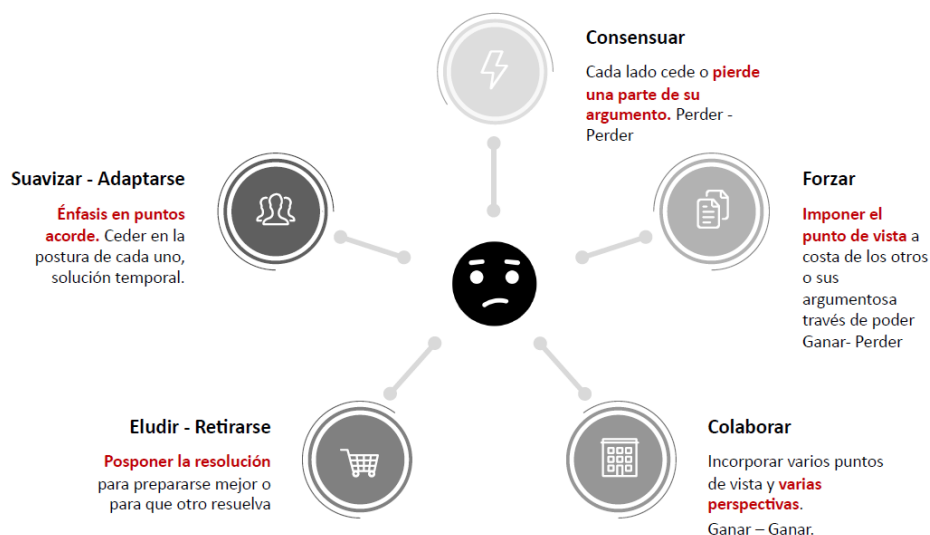 Consensuar
Cada lado cede o pierde
una parte de su
argumento. Perder -
Perder
Suavizar - Adaptarse
Énfasis en puntos
acorde. Ceder en la
postura de cada uno,
solución temporal.
Forzar
Imponer el
punto de vista a
costa de los otros
o sus
argumentosa
través de poder
Ganar- Perder
Eludir - Retirarse
Posponer la resolución
para prepararse mejor o
para que otro resuelva
Colaborar
Incorporar varios puntos
de vista y varias
perspectivas.
Ganar – Ganar.